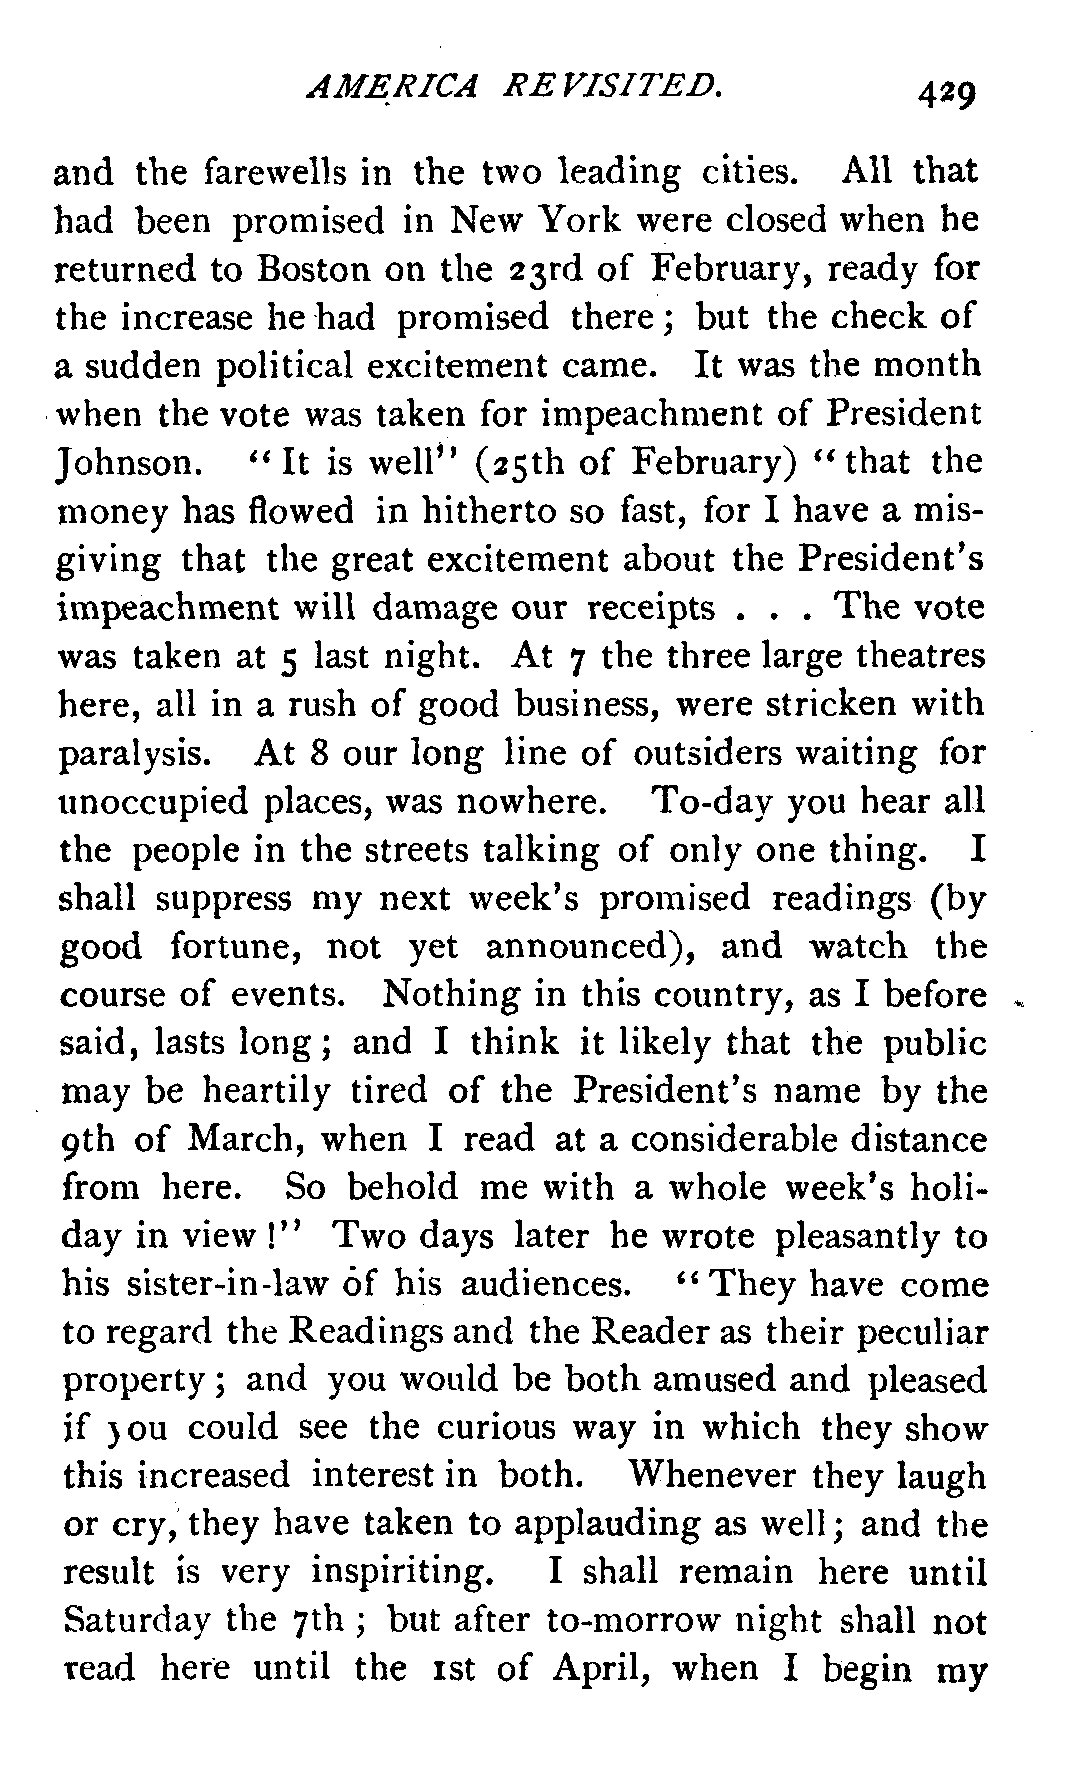 AMERICA REVISITED. 429
and the farewells in the two leading cities. All that
had been promised in New York were closed when he
returned to Boston on the 23rd of February, ready for
the increase he had promised there ; but the check of
a sudden political excitement came. It was the month
when the vote was taken for impeachment of President
Johnson. “ It is well” (25th of February) “ that the
money has flowed in hitherto so fast, for I have a mis-
giving that the great excitement about the President’s
impeachment will damage our receipts . . . The vote
was taken at 5 last night. At 7 the three large theatres
here, all in a rush of good business, were stricken with
paralysis. At 8 our long line of outsiders waiting for
unoccupied places, was nowhere. To-day you hear all
the people in the streets talking of only one thing. I
shall suppress my next week’s promised readings (by
good fortune, not yet announced), and watch the
course of events. Nothing in this country, as I before
said, lasts long ; and I think it likely that the public
may be heartily tired of the President’s name by the
9th of March, when I read at a considerable distance
from here. So behold me with a whole week’s holi-
day in view !” Two days later he wrote pleasantly to
his sister-in-law of his audiences. “ They have come
to regard the Readings and the Reader as their peculiar
property ; and you would be both amused and pleased
if you could see the curious way in which they show
this increased interest in both. Whenever they laugh
or cry, they have taken to applauding as well ; and the
result is very inspiriting. I shall remain here until
Saturday the 7th ; but after to-morrow night shall not
read here until the 1st of April, when I begin my